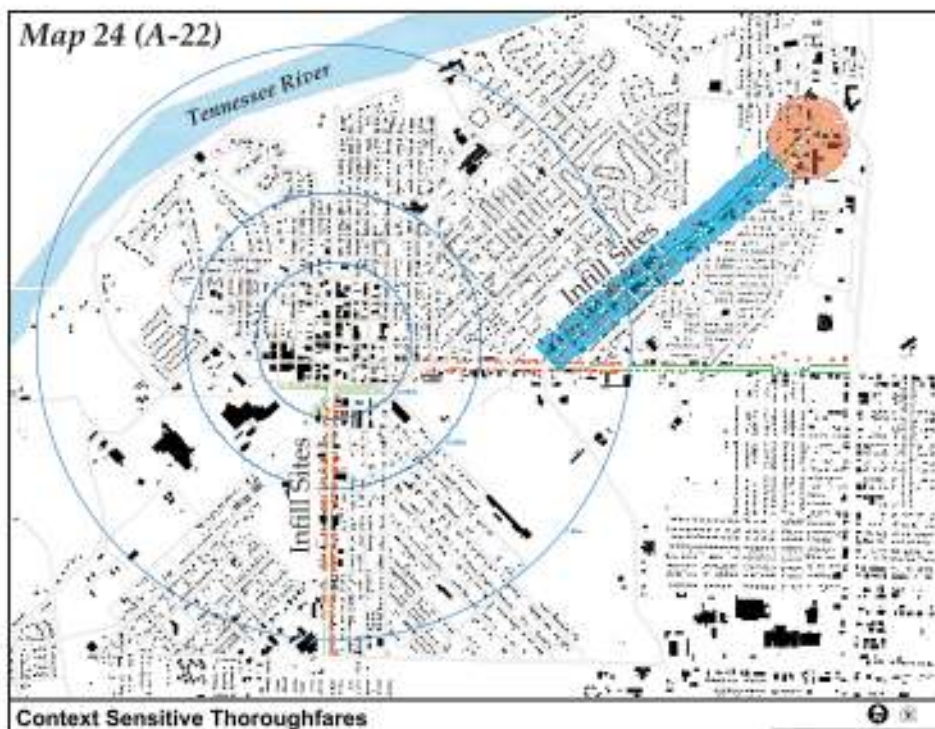 Map 24 (A-22)
Tennessee River
Infill Sites
Infill Sites
Context Sensitive Thoroughfares